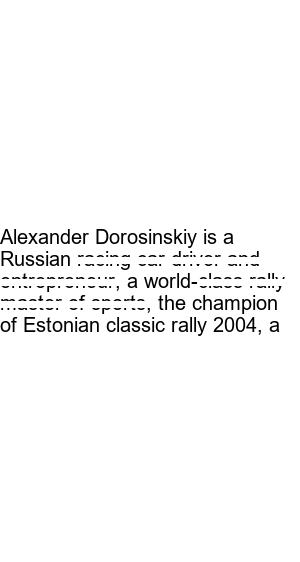 Alexander Dorosinskiy is a
Russian racing car driver and
entrepreneur, a world-class rally
master of sports, the champion
of Estonian classic rally 2004, a